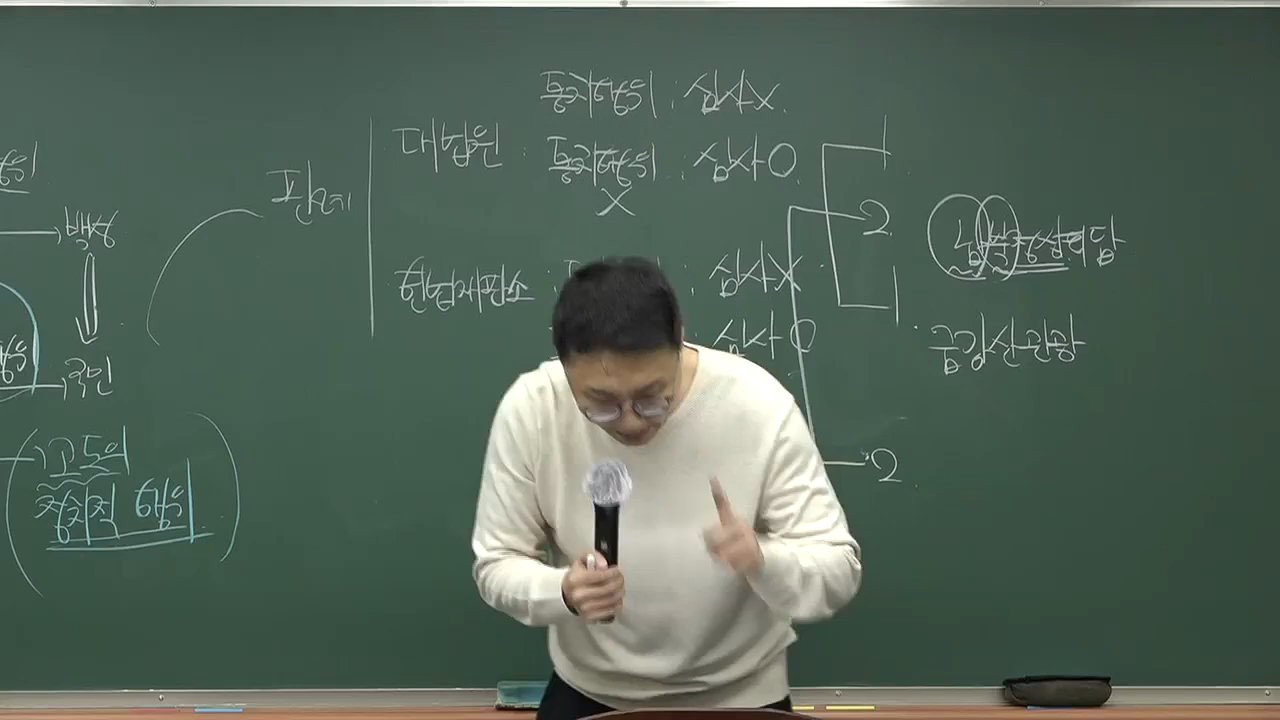 통치행위 : 심사X
대법원 : 통치행위 : 심사O
X
판례
헌법재판소 : : 심사X
심사O
2
2
남북정상회담
금강산관광
국민
고도의
정치적 행위